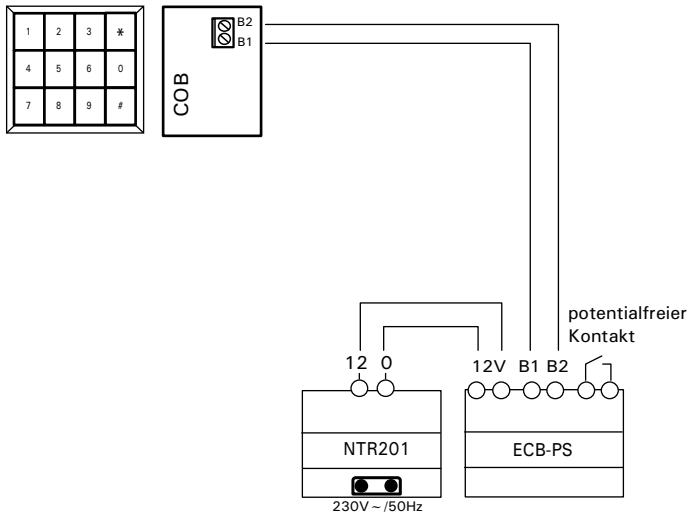 1 2 3 *
4 5 6 0
7 8 9 #
COB
B2
B1
potentialfreier
Kontakt
12 0
12V B1 B2
NTR201
ECB-PS
230V~/50Hz